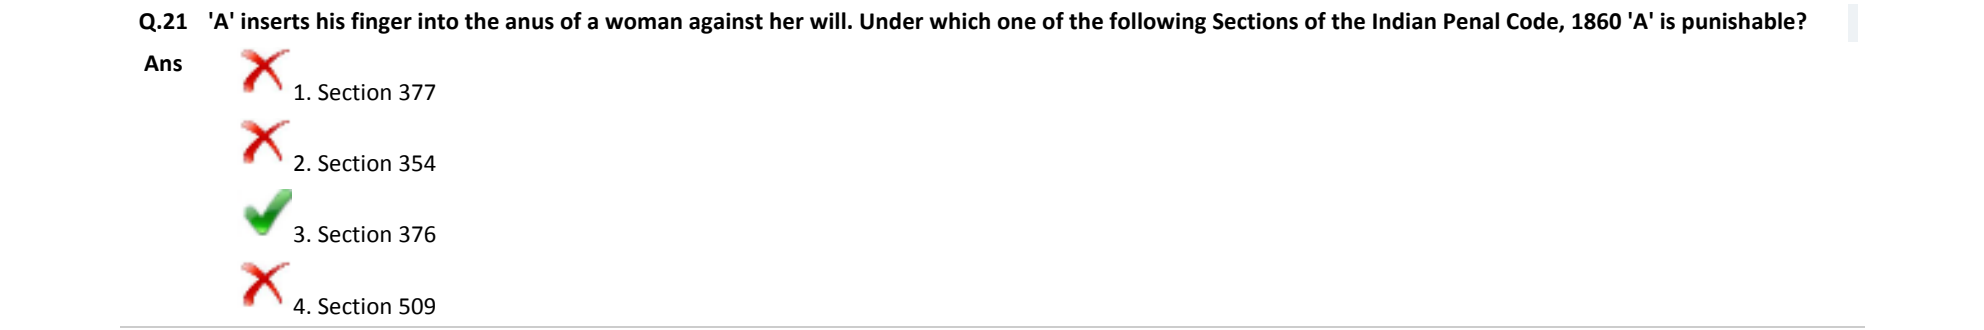 Q.21 'A' inserts his finger into the anus of a woman against her will. Under which one of the following Sections of the Indian Penal Code, 1860 'A' is punishable?
Ans
1. Section 377
2. Section 354
3. Section 376
4. Section 509